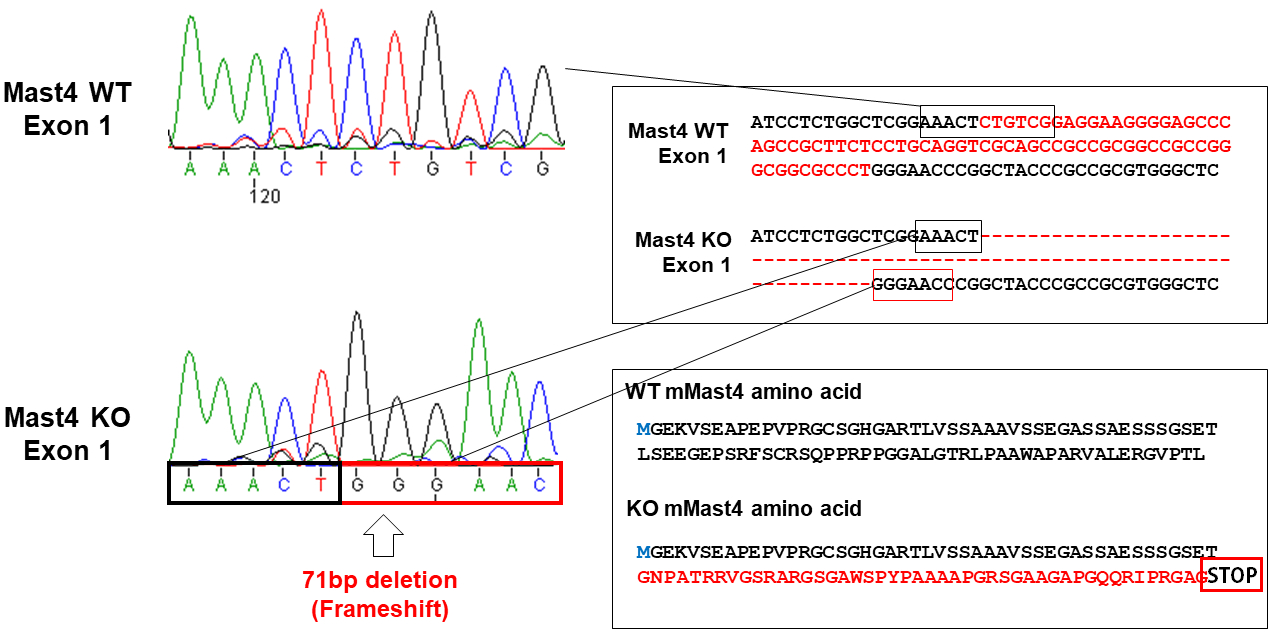 Mast4 WT
Exon 1
A A A C T C T G T C G
120
Mast4 WT
Exon 1
ATCCTCTGGCTCGGAAACTCTGTCGGAGGAAGGGGAGCCC
AGCCGCTTCTCCTGCAGGTCGCAGCCGCCGCGGCCGCCGG
GCGGCGCCCTGGGAACCCGGCTACCCGCCGCGTGGGCTC
Mast4 KO
Exon 1
ATCCTCTGGCTCGGAAACT
GGGAACCCGGCTACCCGCCGCGTGGGCTC
Mast4 KO
Exon 1
A A A C T G G G A A C
71bp deletion
(Frameshift)
WT mMast4 amino acid
MGEKVSEAPEPVPRGCSGHGARTLVSSAAAVSSEGASSAESSSGSET
LSEEGEPSRFSCRSQPPRPPGGALGTRLPAAWAPARVALERGVPTL
KO mMast4 amino acid
MGEKVSEAPEPVPRGCSGHGARTLVSSAAAVSSEGASSAESSSGSET
GNPATRRVGSRARGSGAWSPYPAAAAPGRSGAAGAPGQQRIPRGAGSTOP